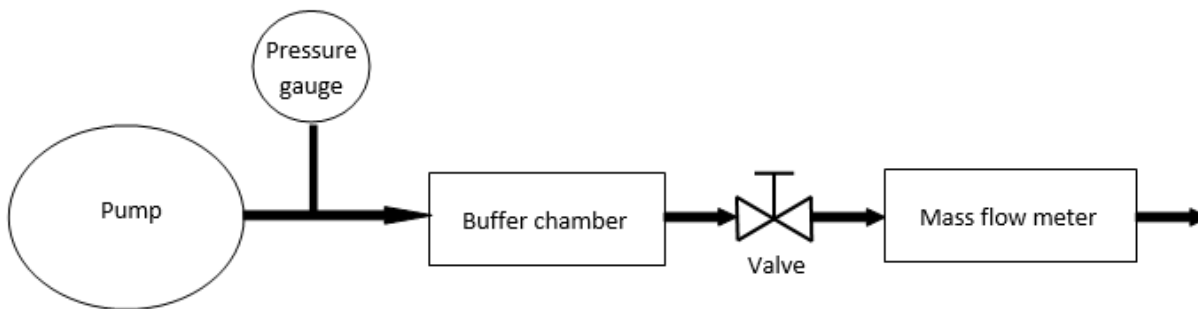 Pressure
gauge
Pump
Buffer chamber
Valve
Mass flow meter